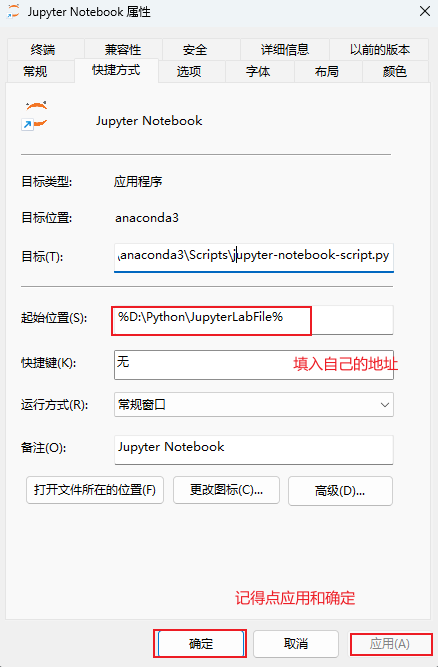 Jupyter Notebook 属性
终端 兼容性 安全 详细信息 以前的版本
常规 快捷方式 选项 字体 布局 颜色
Jupyter Notebook
目标类型: 应用程序
目标位置: anaconda3
目标(T): \anaconda3\Scripts\jupyter-notebook-script.py
起始位置(S): %D:\Python\JupyterLabFile%
快捷键(K): 无
填入自己的地址
运行方式(R): 常规窗口
备注(O): Jupyter Notebook
打开文件所在的位置(F) 更改图标(C)... 高级(D)...
记得点应用和确定
确定 取消 应用(A)